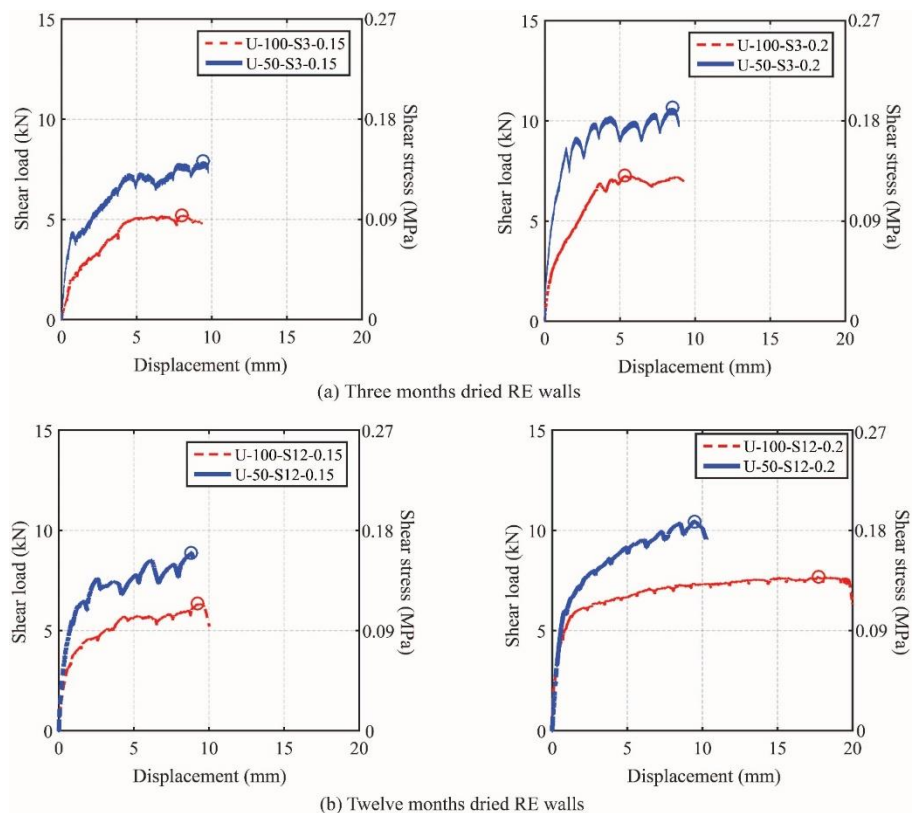 15
10
5
0
Shear load (kN)
U-100-S3-0.15
U-50-S3-0.15
0.27
0.18
0.09
0
Shear stress (MPa)
0 5 10 15 20
Displacement (mm)
15
10
5
0
Shear load (kN)
U-100-S3-0.2
U-50-S3-0.2
0.27
0.18
0.09
0
Shear stress (MPa)
0 5 10 15 20
Displacement (mm)
(a) Three months dried RE walls
15
10
5
0
Shear load (kN)
U-100-S12-0.15
U-50-S12-0.15
0.27
0.18
0.09
0
Shear stress (MPa)
0 5 10 15 20
Displacement (mm)
15
10
5
0
Shear load (kN)
U-100-S12-0.2
U-50-S12-0.2
0.27
0.18
0.09
0
Shear stress (MPa)
0 5 10 15 20
Displacement (mm)
(b) Twelve months dried RE walls